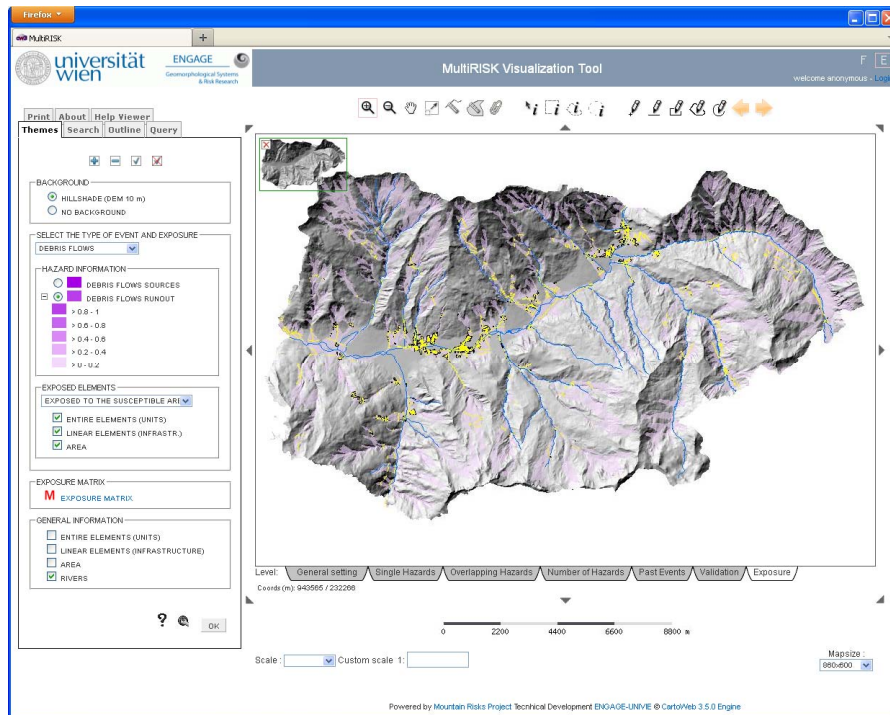 Firefox
MultiRISK
universität
wien
ENGAGE
Geomorphological Systems
& Risk Research
MultiRISK Visualization Tool
F E
welcome anonymous - Login
Print About Help Viewer
Themes Search Outline Query
BACKGROUND
HILLSHADE (DEM 10 m)
NO BACKGROUND
SELECT THE TYPE OF EVENT AND EXPOSURE
DEBRIS FLOWS
HAZARD INFORMATION
DEBRIS FLOWS SOURCES
DEBRIS FLOWS RUNOUT
> 0.8 - 1
> 0.6 - 0.8
> 0.4 - 0.6
> 0.2 - 0.4
> 0 - 0.2
EXPOSED ELEMENTS
EXPOSED TO THE SUSCEPTIBLE ARE
ENTIRE ELEMENTS (UNITS)
LINEAR ELEMENTS (INFRASTR.)
AREA
EXPOSURE MATRIX
M EXPOSURE MATRIX
GENERAL INFORMATION
ENTIRE ELEMENTS (UNITS)
LINEAR ELEMENTS (INFRASTRUCTURE)
AREA
RIVERS
? OK
Level: General setting Single Hazards Overlapping Hazards Number of Hazards Past Events Validation Exposure
Coords (m): 943565 / 232266
0 2200 4400 6600 8800 m
Scale : Custom scale 1:
Mapsize :
860x600
Powered by Mountain Risks Project Tecnhical Development ENGAGE-UNIVIE © CartoWeb 3.5.0 Engine